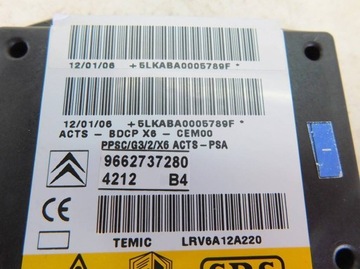 12/01/06 +5LKABA0005789F *
12/01/06 +5LKABA0005789F *
ACTS - BDCP X6 - CEM00
PPSC/G3/2/X6 ACTS-PSA
9662737280
4212 B4
TEMIC LRV6A12A220
SRS